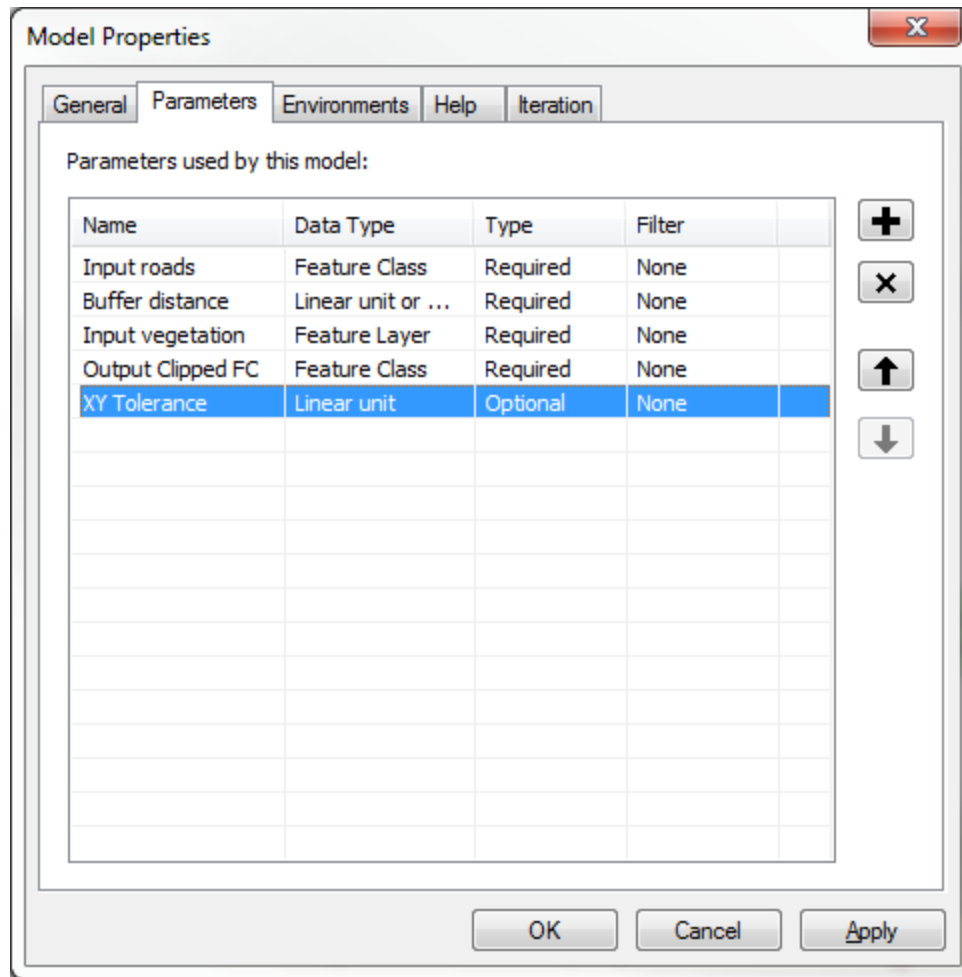 Model Properties
General Parameters Environments Help Iteration
Parameters used by this model:
Name Data Type Type Filter
Input roads Feature Class Required None
Buffer distance Linear unit or ... Required None
Input vegetation Feature Layer Required None
Output Clipped FC Feature Class Required None
XY Tolerance Linear unit Optional None
OK Cancel Apply